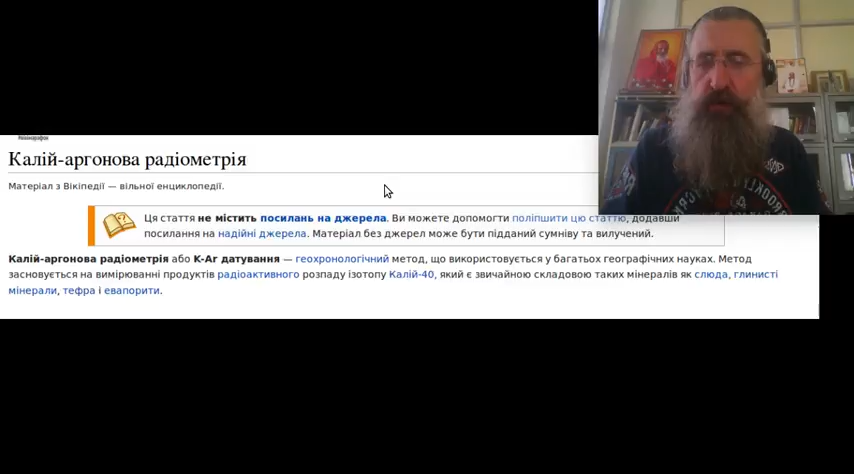 Калій-аргонова радіометрія
Матеріал з Вікіпедії — вільної енциклопедії.
Ця стаття не містить посилань на джерела. Ви можете допомогти поліпшити цю статтю, додавши
посилання на надійні джерела. Матеріал без джерел може бути підданий сумніву та вилучений.
Калій-аргонова радіометрія або K-Ar датування — геохронологічний метод, що використовується у багатьох географічних науках. Метод
засновується на вимірюванні продуктів радіоактивного розпаду ізотопу Калій-40, який є звичайною складовою таких мінералів як слюда, глинисті
мінерали, тефра і евапорити.